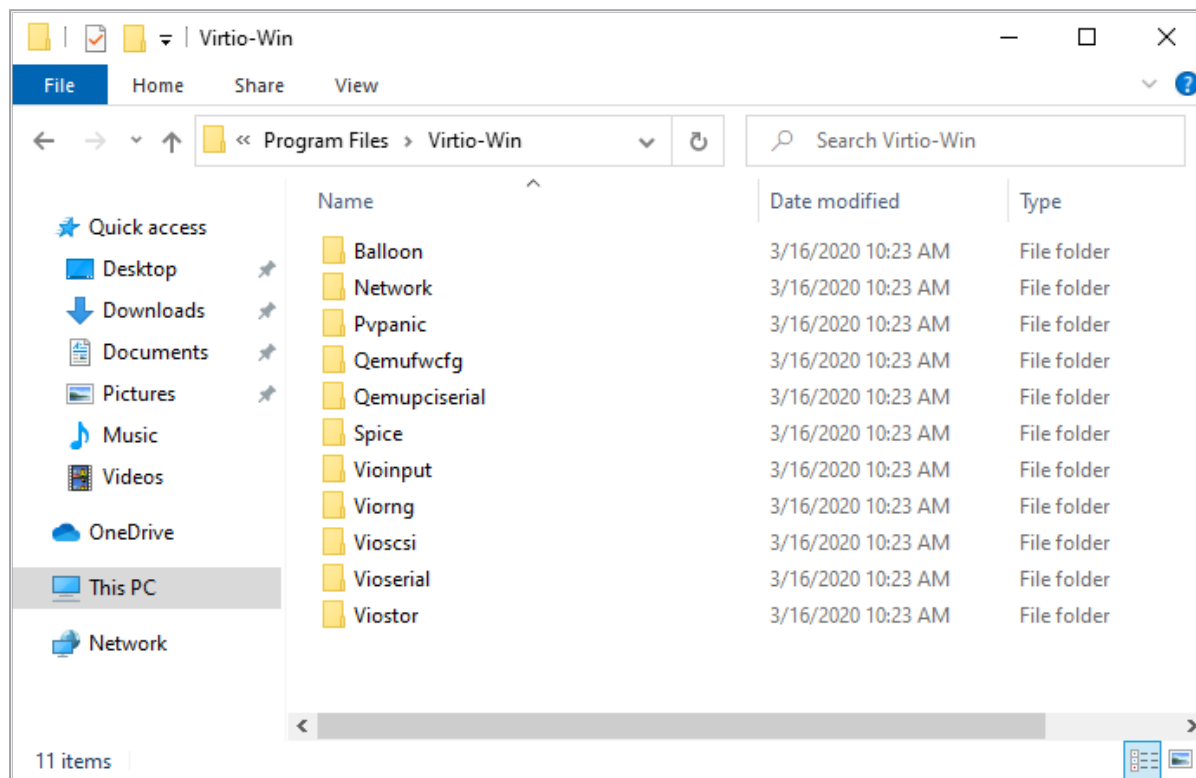 Virtio-Win
File Home Share View
« Program Files › Virtio-Win
Search Virtio-Win
Quick access
Desktop
Downloads
Documents
Pictures
Music
Videos
OneDrive
This PC
Network
Name Date modified Type
Balloon 3/16/2020 10:23 AM File folder
Network 3/16/2020 10:23 AM File folder
Pvpanic 3/16/2020 10:23 AM File folder
Qemufwcfg 3/16/2020 10:23 AM File folder
Qemupciserial 3/16/2020 10:23 AM File folder
Spice 3/16/2020 10:23 AM File folder
Vioinput 3/16/2020 10:23 AM File folder
Viorng 3/16/2020 10:23 AM File folder
Vioscsi 3/16/2020 10:23 AM File folder
Vioserial 3/16/2020 10:23 AM File folder
Viostor 3/16/2020 10:23 AM File folder
11 items